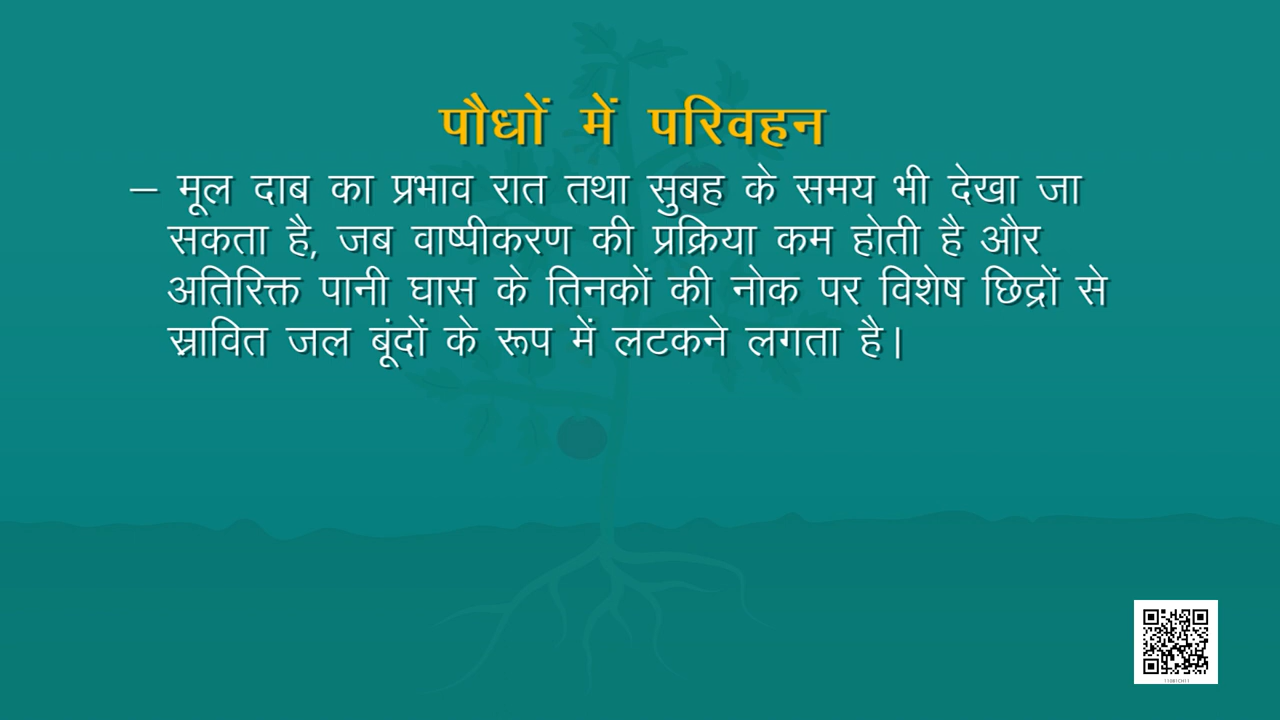 पौधों में परिवहन
– मूल दाब का प्रभाव रात तथा सुबह के समय भी देखा जा
सकता है, जब वाष्पीकरण की प्रक्रिया कम होती है और
अतिरिक्त पानी घास के तिनकों की नोक पर विशेष छिद्रों से
स्रावित जल बूंदों के रूप में लटकने लगता है।